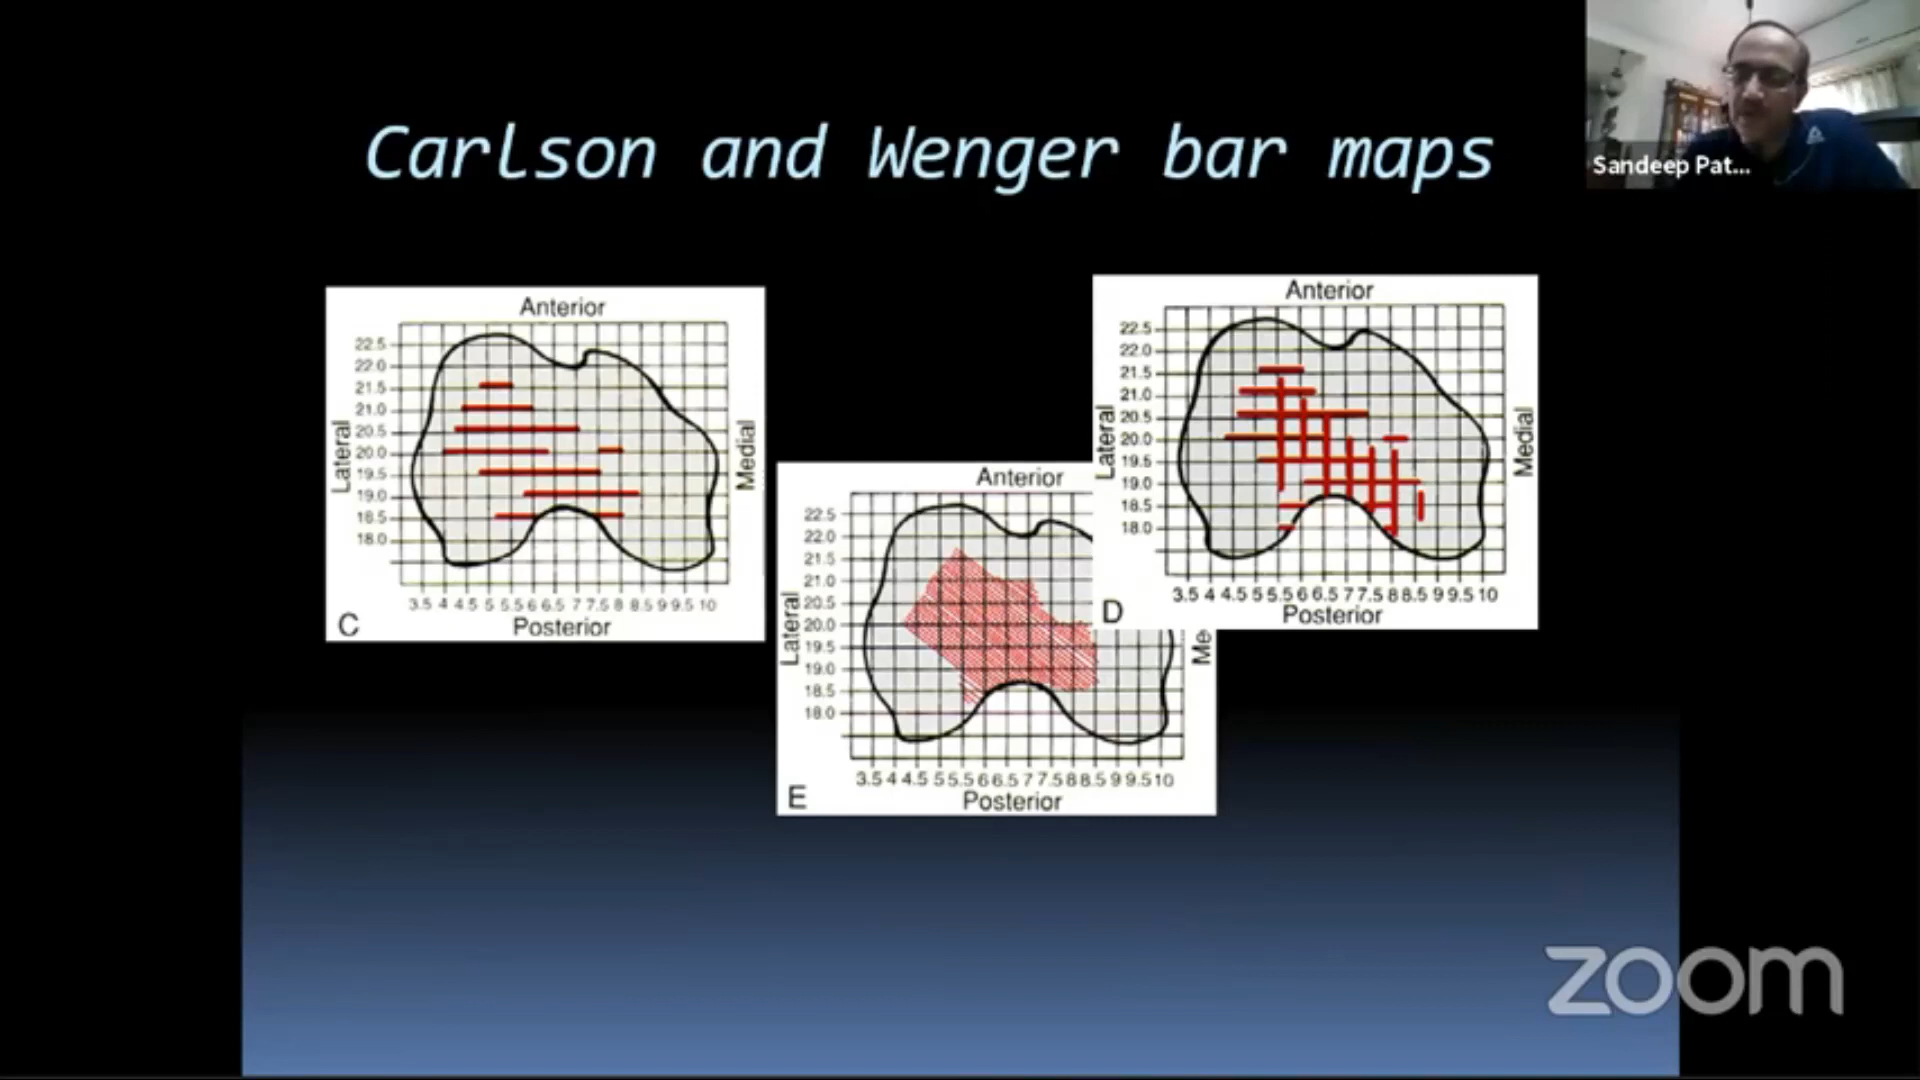 Carlson and Wenger bar maps
Sandeep Pat...
Anterior
22.5
22.0
21.5
21.0
20.5
20.0
19.5
19.0
18.5
18.0
Lateral
Medial
3.5 4 4.5 5 5.5 6 6.5 7 7.5 8 8.5 9 9.5 10
C
Posterior
Anterior
22.5
22.0
21.5
21.0
20.5
20.0
19.5
19.0
18.5
18.0
Lateral
Me
3.5 4 4.5 5 5.5 6 6.5 7 7.5 8 8.5 9 9.5 10
E
Posterior
Anterior
22.5
22.0
21.5
21.0
20.5
20.0
19.5
19.0
18.5
18.0
Lateral
Medial
3.5 4 4.5 5 5.5 6 6.5 7 7.5 8 8.5 9 9.5 10
D
Posterior
zoom